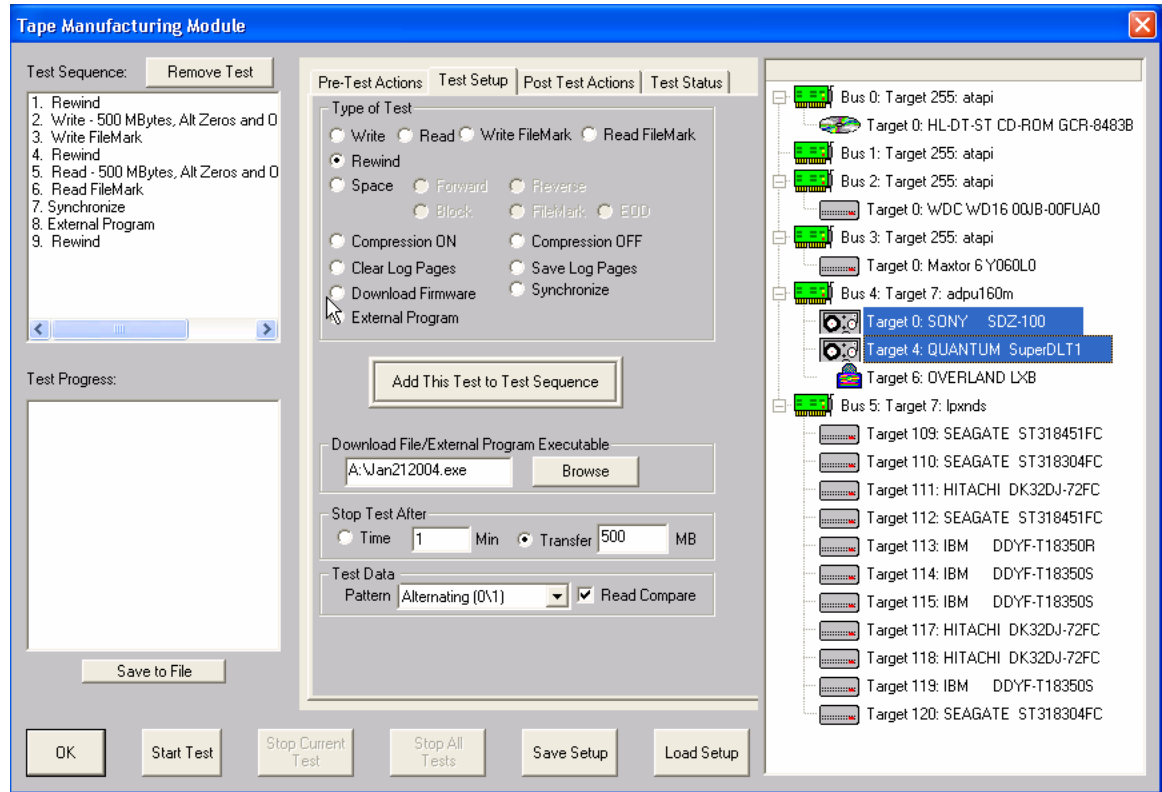 Tape Manufacturing Module
Test Sequence:
Remove Test
1. Rewind
2. Write - 500 MBytes, Alt Zeros and O
3. Write FileMark
4. Rewind
5. Read - 500 MBytes, Alt Zeros and O
6. Read FileMark
7. Synchronize
8. External Program
9. Rewind
Test Progress:
Save to File
Pre-Test Actions Test Setup Post Test Actions Test Status
Type of Test
Write Read Write FileMark Read FileMark
Rewind
Space Forward Reverse
Block FileMark EOD
Compression ON Compression OFF
Clear Log Pages Save Log Pages
Download Firmware Synchronize
External Program
Add This Test to Test Sequence
Download File/External Program Executable
A:\Jan212004.exe Browse
Stop Test After
Time 1 Min Transfer 500 MB
Test Data
Pattern Alternating (0\1) Read Compare
Bus 0: Target 255: atapi
Target 0: HL-DT-ST CD-ROM GCR-8483B
Bus 1: Target 255: atapi
Bus 2: Target 255: atapi
Target 0: WDC WD16 00JB-00FUA0
Bus 3: Target 255: atapi
Target 0: Maxtor 6 Y060L0
Bus 4: Target 7: adpu160m
Target 0: SONY SDZ-100
Target 4: QUANTUM SuperDLT1
Target 6: OVERLAND LXB
Bus 5: Target 7: lpxnds
Target 109: SEAGATE ST318451FC
Target 110: SEAGATE ST318304FC
Target 111: HITACHI DK32DJ-72FC
Target 112: SEAGATE ST318451FC
Target 113: IBM DDYF-T18350R
Target 114: IBM DDYF-T18350S
Target 115: IBM DDYF-T18350S
Target 117: HITACHI DK32DJ-72FC
Target 118: HITACHI DK32DJ-72FC
Target 119: IBM DDYF-T18350S
Target 120: SEAGATE ST318304FC
OK
Start Test
Stop Current Test
Stop All Tests
Save Setup
Load Setup